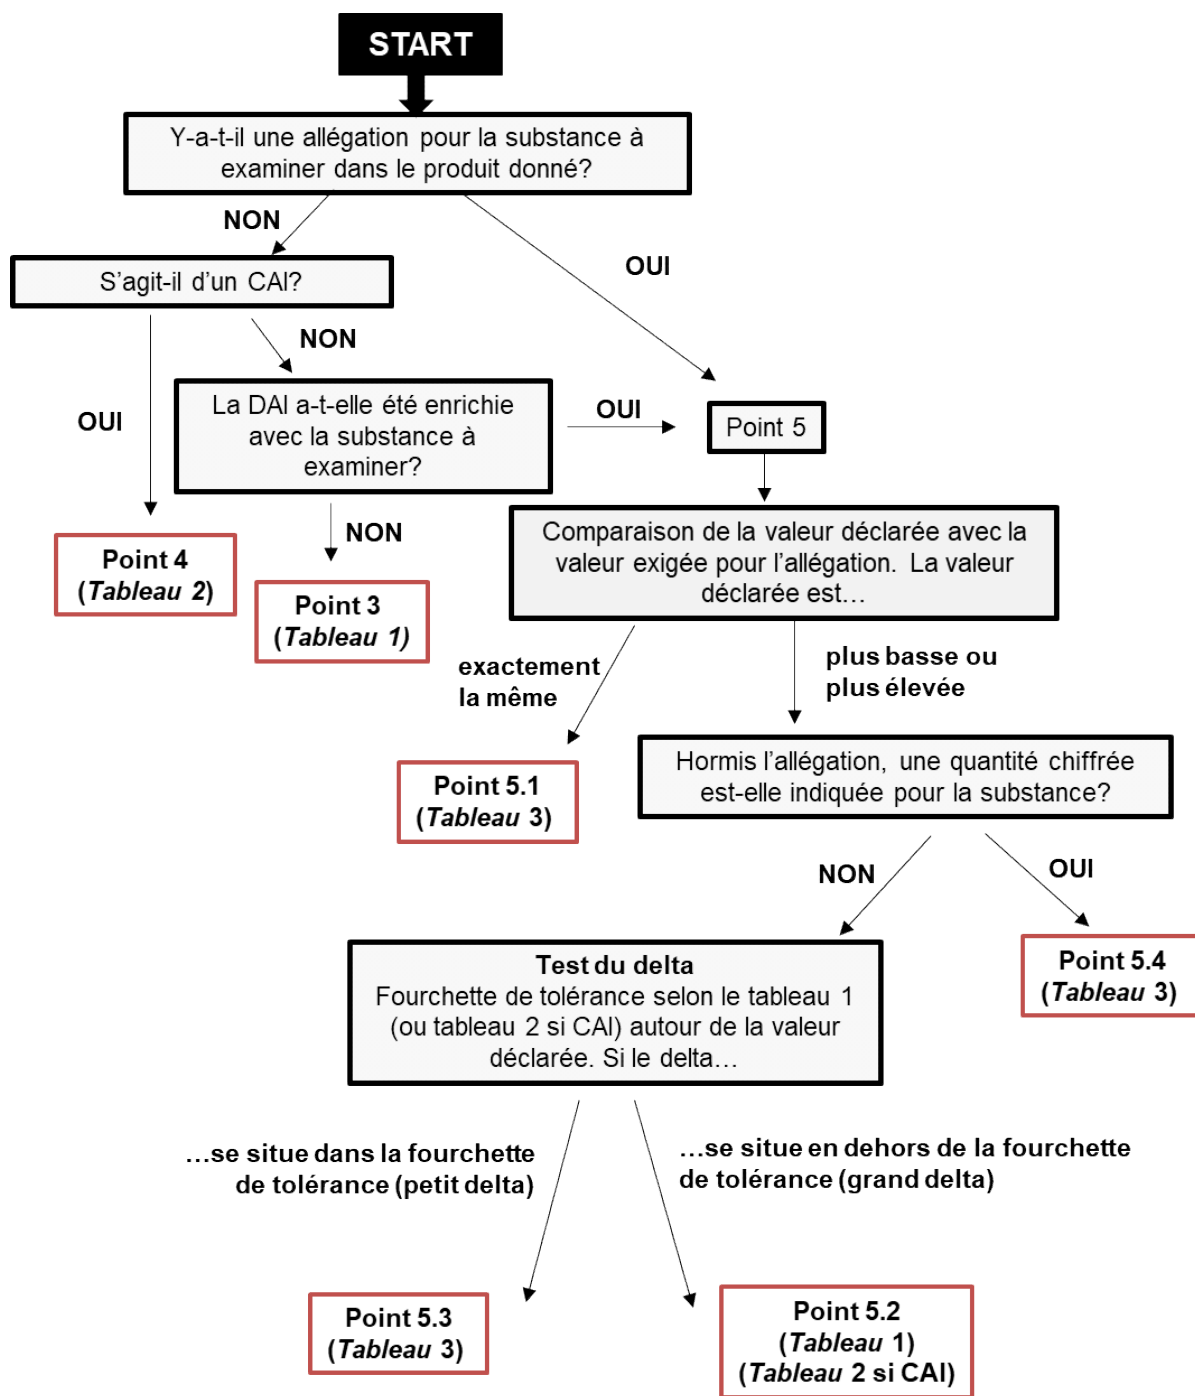 START
Y-a-t-il une allégation pour la substance à
examiner dans le produit donné?
NON
OUI
S'agit-il d'un CAI?
NON
OUI
La DAI a-t-elle été enrichie
avec la substance à
examiner?
OUI
Point 5
NON
Point 4
(Tableau 2)
Point 3
(Tableau 1)
Comparaison de la valeur déclarée avec la
valeur exigée pour l'allégation. La valeur
déclarée est…
exactement
la même
plus basse ou
plus élevée
Point 5.1
(Tableau 3)
Hormis l'allégation, une quantité chiffrée
est-elle indiquée pour la substance?
NON
OUI
Test du delta
Fourchette de tolérance selon le tableau 1
(ou tableau 2 si CAI) autour de la valeur
déclarée. Si le delta…
Point 5.4
(Tableau 3)
…se situe dans la fourchette
de tolérance (petit delta)
…se situe en dehors de la fourchette
de tolérance (grand delta)
Point 5.3
(Tableau 3)
Point 5.2
(Tableau 1)
(Tableau 2 si CAI)